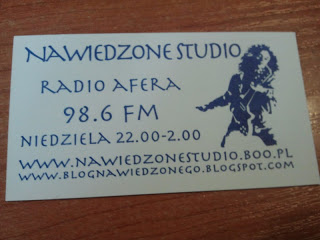 NAWIEDZONE STUDIO
RADIO AFERA
98.6 FM
NIEDZIELA 22.00-2.00
WWW.NAWIEDZONESTUDIO.BOO.PL
WWW.BLOGNAWIEDZONEGO.BLOGSPOT.COM